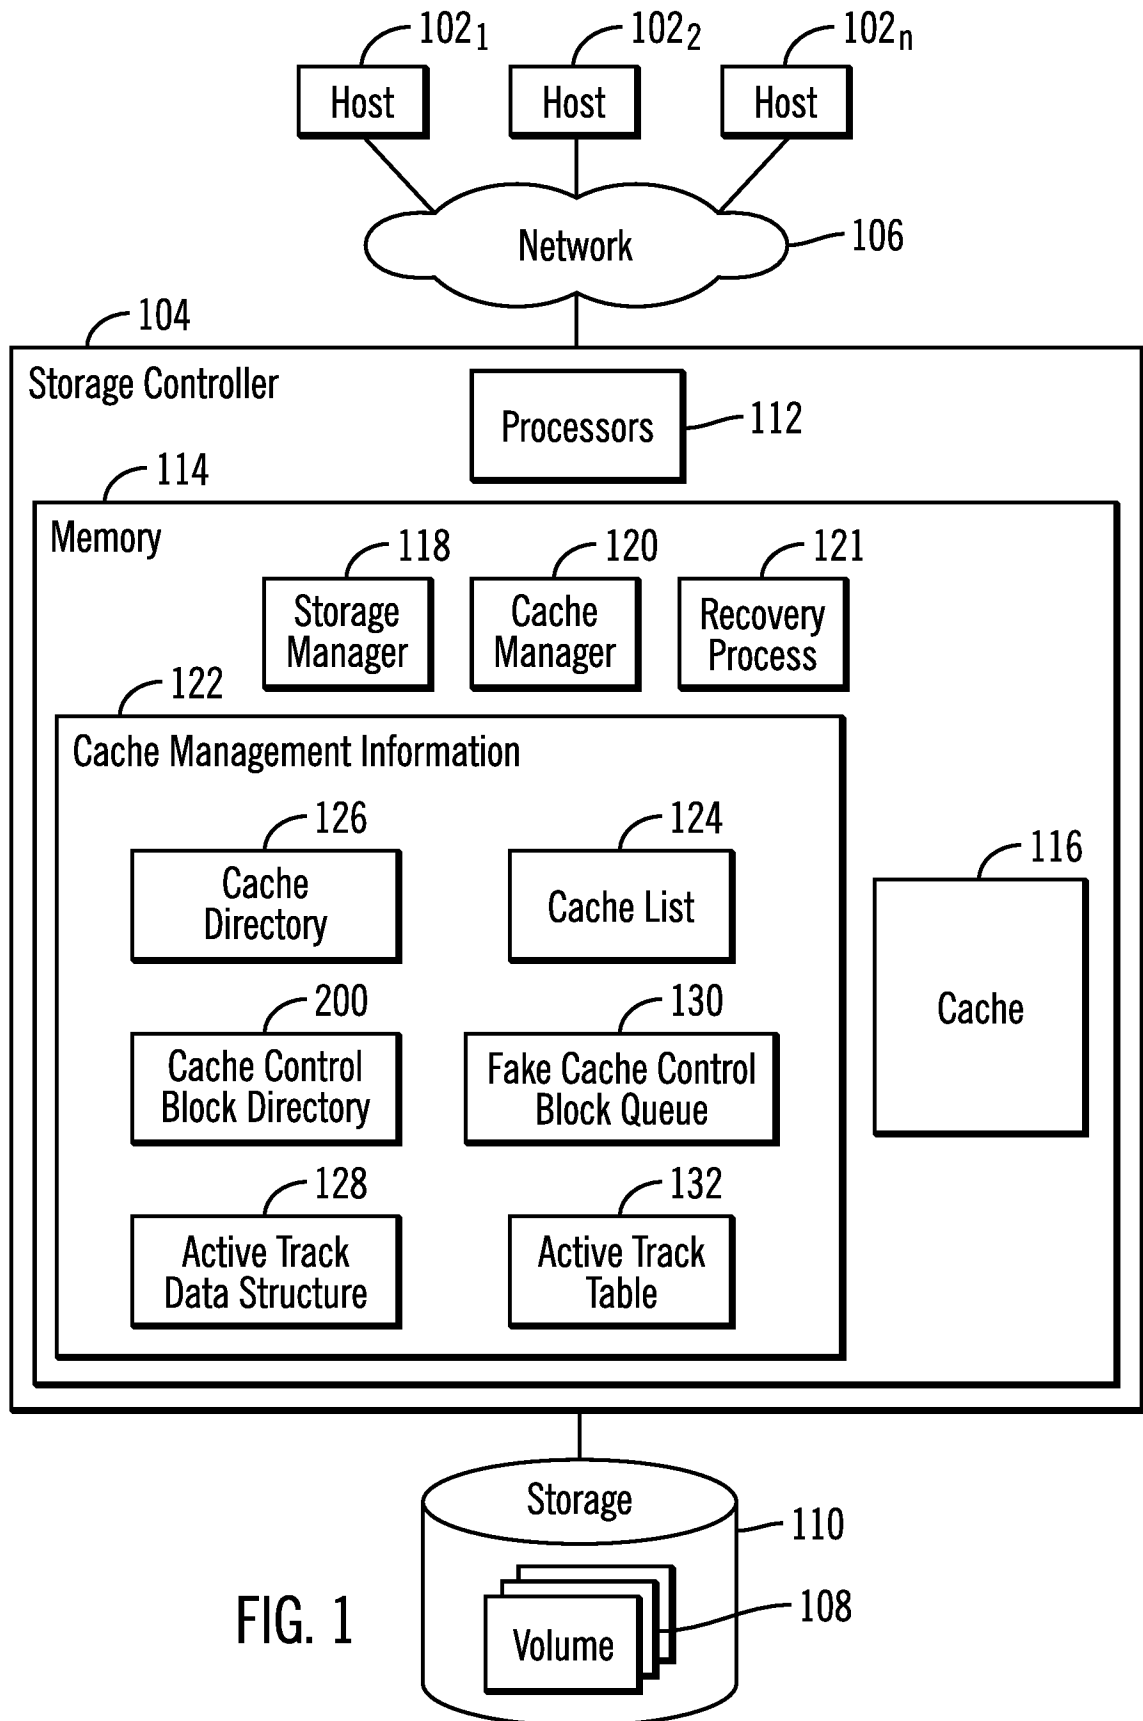 102₁ 102₂ 102ₙ
Host Host Host
Network 106
104
Storage Controller
Processors 112
114
Memory
118 120 121
Storage Manager
Cache Manager
Recovery Process
122
Cache Management Information
126 124
Cache
Directory
Cache List
116
Cache
200 130
Cache Control
Block Directory
Fake Cache Control
Block Queue
128 132
Active Track
Data Structure
Active Track
Table
Storage
110
Volume
108
FIG. 1